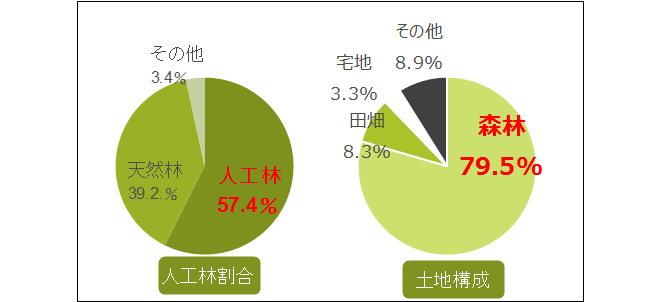 その他
3.4%
天然林
39.2.%
人工林
57.4%
人工林割合
その他
8.9%
宅地
3.3%
田畑
8.3%
森林
79.5%
土地構成